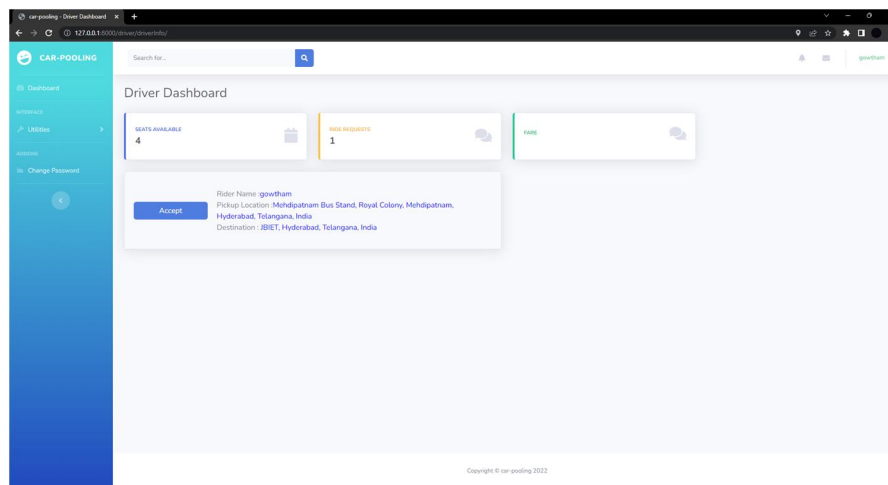 car-pooling - Driver Dashboard
127.0.0.1:8000/driver/driverInfo/
CAR-POOLING
Search for...
gowtham
Dashboard
INTERFACE
Utilities
ADDONS
Change Password
Driver Dashboard
SEATS AVAILABLE
4
RIDE REQUESTS
1
FARE
Accept
Rider Name :gowtham
Pickup Location :Mehdipatnam Bus Stand, Royal Colony, Mehdipatnam,
Hyderabad, Telangana, India
Destination : JBIET, Hyderabad, Telangana, India
Copyright © car-pooling 2022